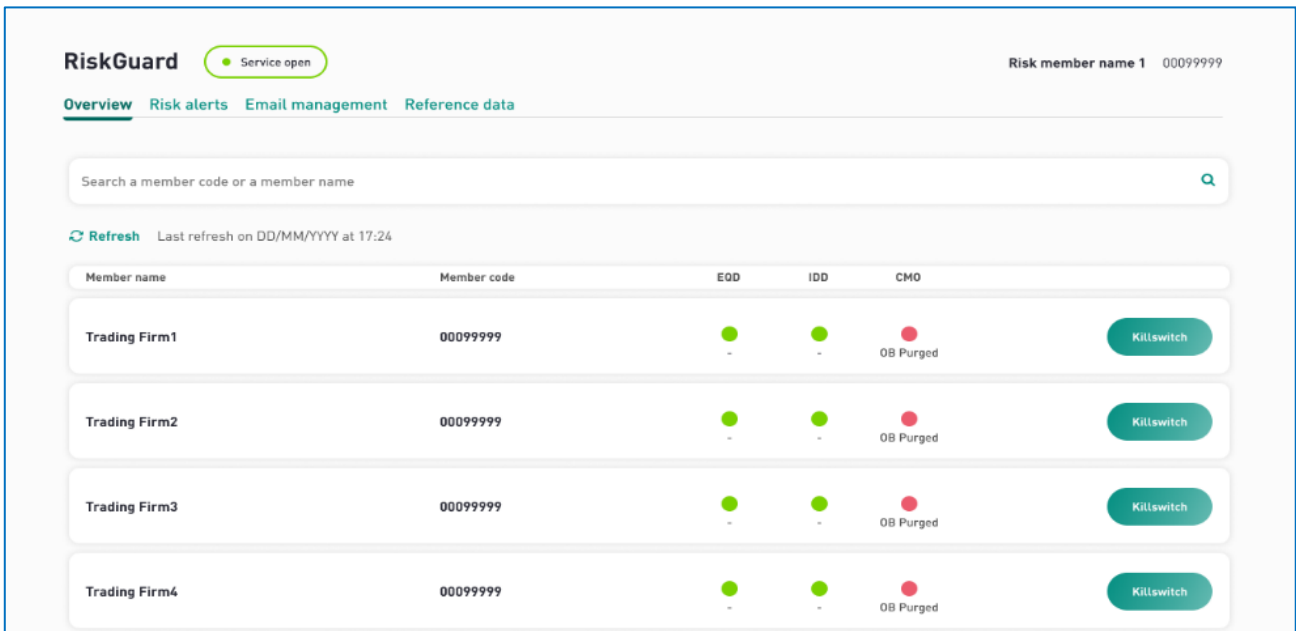 RiskGuard Service open Risk member name 1 00099999
Overview Risk alerts Email management Reference data
Search a member code or a member name
Refresh Last refresh on DD/MM/YYYY at 17:24
Member name Member code EQD IDD CMO
Trading Firm1 00099999 Killswitch
- - OB Purged
Trading Firm2 00099999 Killswitch
- - OB Purged
Trading Firm3 00099999 Killswitch
- - OB Purged
Trading Firm4 00099999 Killswitch
- - OB Purged